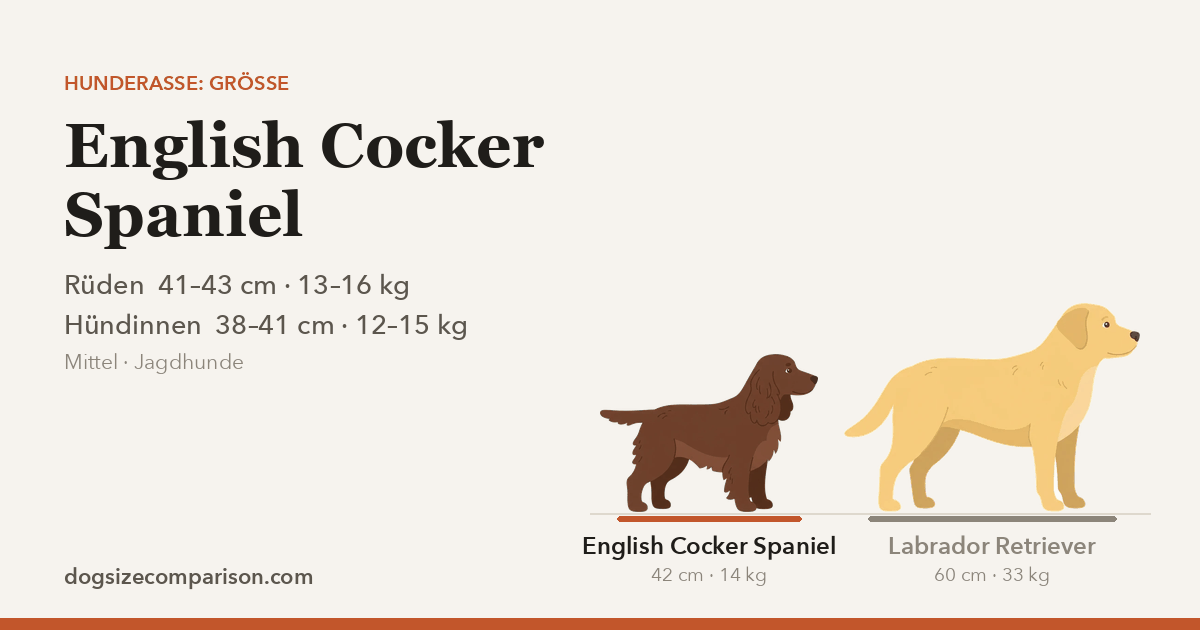 HUNDERASSE: GRÖSSE
English Cocker
Spaniel
Rüden 41–43 cm · 13–16 kg
Hündinnen 38–41 cm · 12–15 kg
Mittel · Jagdhunde
English Cocker Spaniel
42 cm · 14 kg
Labrador Retriever
60 cm · 33 kg
dogsizecomparison.com